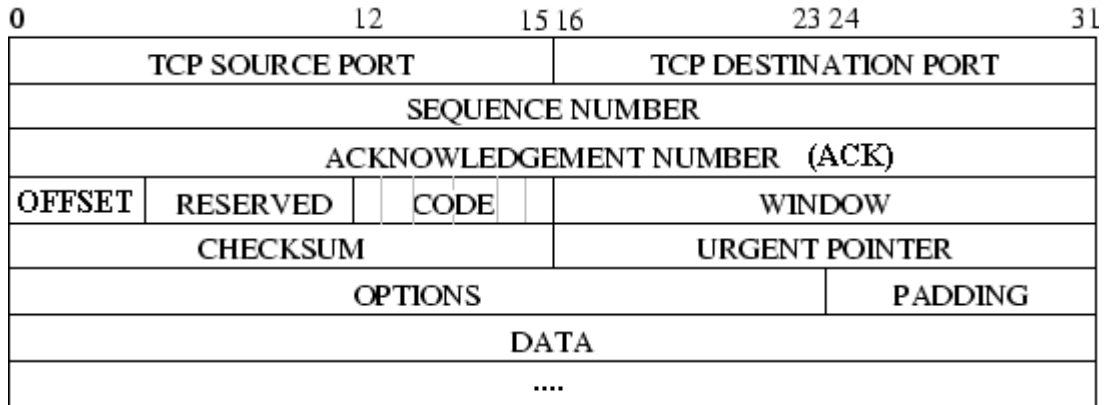 0 12 15 16 23 24 31
TCP SOURCE PORT TCP DESTINATION PORT
SEQUENCE NUMBER
ACKNOWLEDGEMENT NUMBER (ACK)
OFFSET RESERVED CODE WINDOW
CHECKSUM URGENT POINTER
OPTIONS PADDING
DATA
....